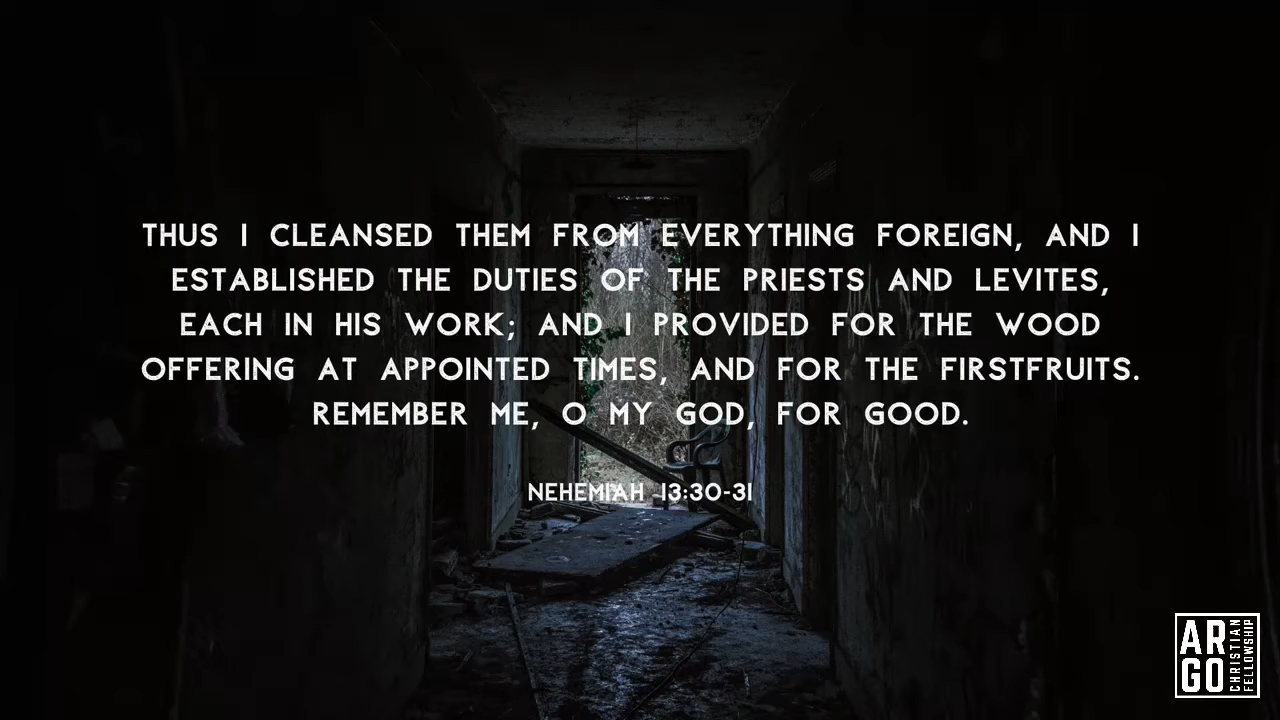 THUS I CLEANSED THEM FROM EVERYTHING FOREIGN, AND I
ESTABLISHED THE DUTIES OF THE PRIESTS AND LEVITES,
EACH IN HIS WORK; AND I PROVIDED FOR THE WOOD
OFFERING AT APPOINTED TIMES, AND FOR THE FIRSTFRUITS.
REMEMBER ME, O MY GOD, FOR GOOD.
NEHEMIAH 13:30-31
AR
GO
CHRISTIAN
FELLOWSHIP